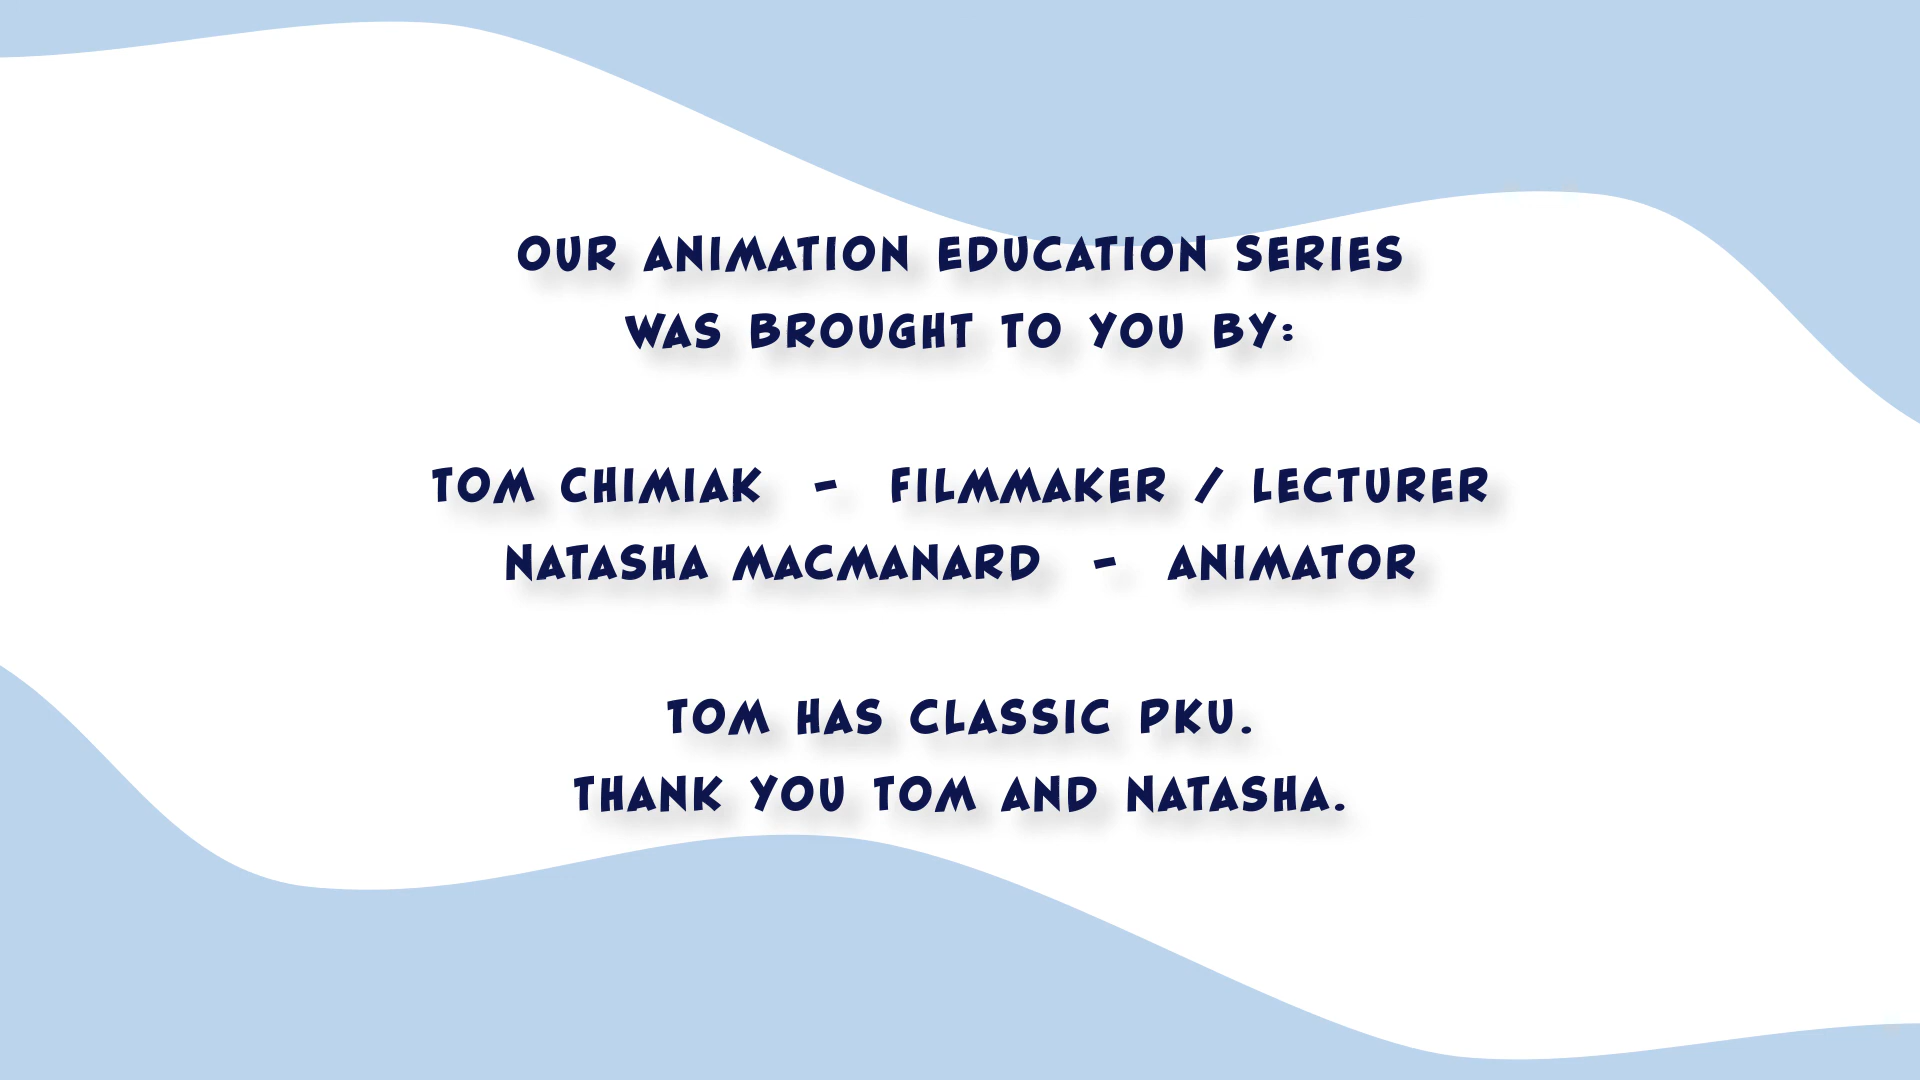 OUR ANIMATION EDUCATION SERIES
WAS BROUGHT TO YOU BY:
TOM CHIMIAK - FILMMAKER / LECTURER
NATASHA MACMANARD - ANIMATOR
TOM HAS CLASSIC PKU.
THANK YOU TOM AND NATASHA.